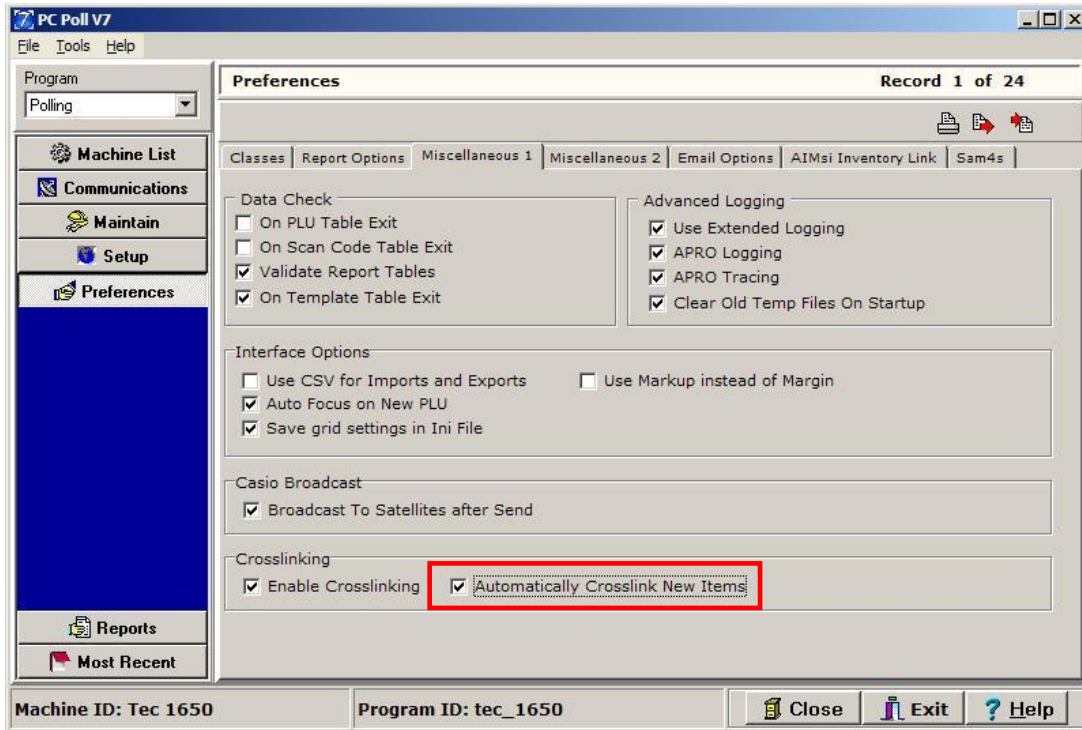 PC Poll V7
File Tools Help
Program
Polling
Preferences Record 1 of 24
Machine List
Communications
Maintain
Setup
Preferences
Reports
Most Recent
Classes Report Options Miscellaneous 1 Miscellaneous 2 Email Options AIMsi Inventory Link Sam4s
Data Check
On PLU Table Exit
On Scan Code Table Exit
Validate Report Tables
On Template Table Exit
Advanced Logging
Use Extended Logging
APRO Logging
APRO Tracing
Clear Old Temp Files On Startup
Interface Options
Use CSV for Imports and Exports Use Markup instead of Margin
Auto Focus on New PLU
Save grid settings in Ini File
Casio Broadcast
Broadcast To Satellites after Send
Crosslinking
Enable Crosslinking Automatically Crosslink New Items
Machine ID: Tec 1650 Program ID: tec_1650 Close Exit Help